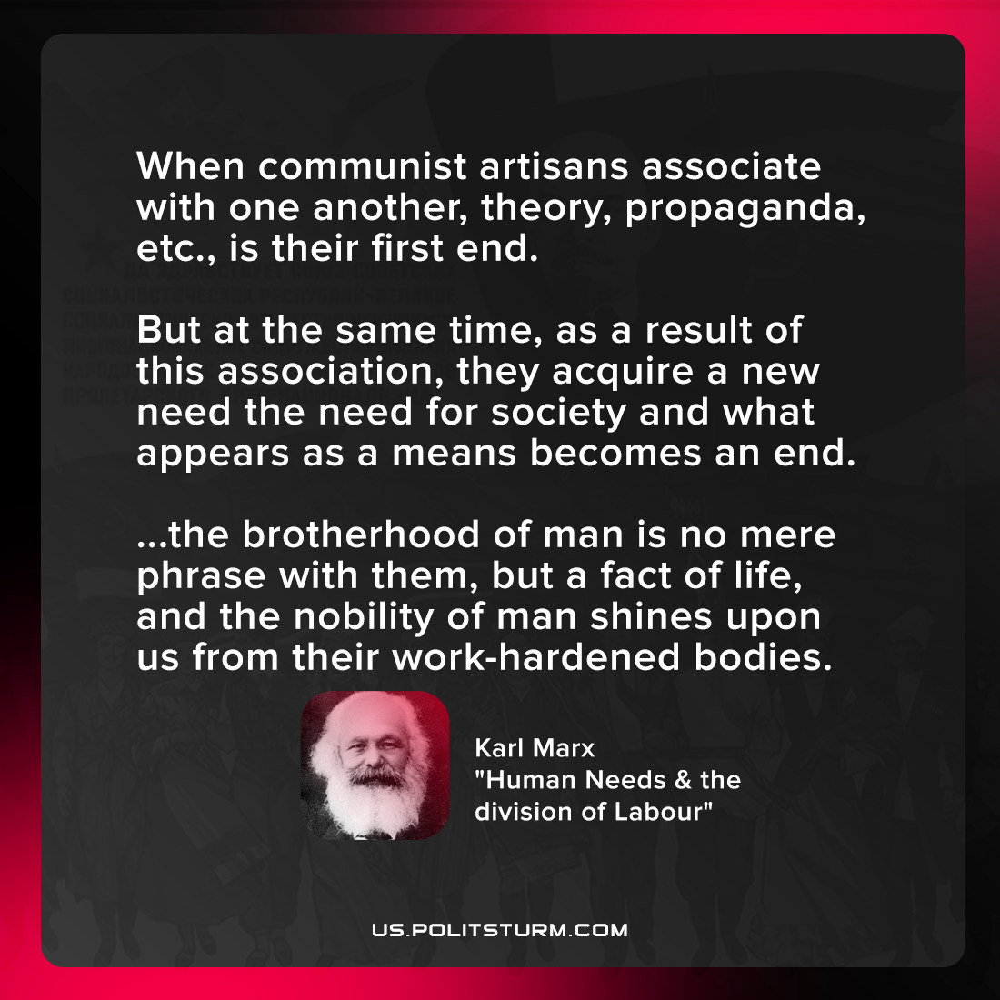 When communist artisans associate
with one another, theory, propaganda,
etc., is their first end.
But at the same time, as a result of
this association, they acquire a new
need the need for society and what
appears as a means becomes an end.
...the brotherhood of man is no mere
phrase with them, but a fact of life,
and the nobility of man shines upon
us from their work-hardened bodies.
Karl Marx
"Human Needs & the
division of Labour"
US.POLITSTURM.COM